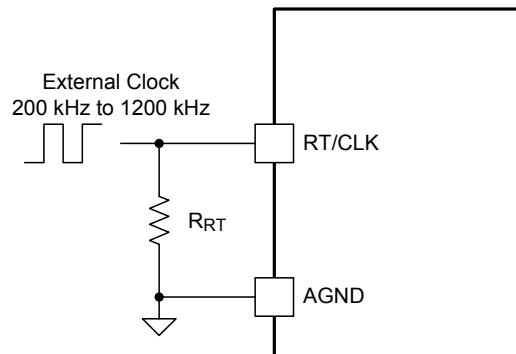 External Clock
200 kHz to 1200 kHz
RT/CLK
RRT
AGND